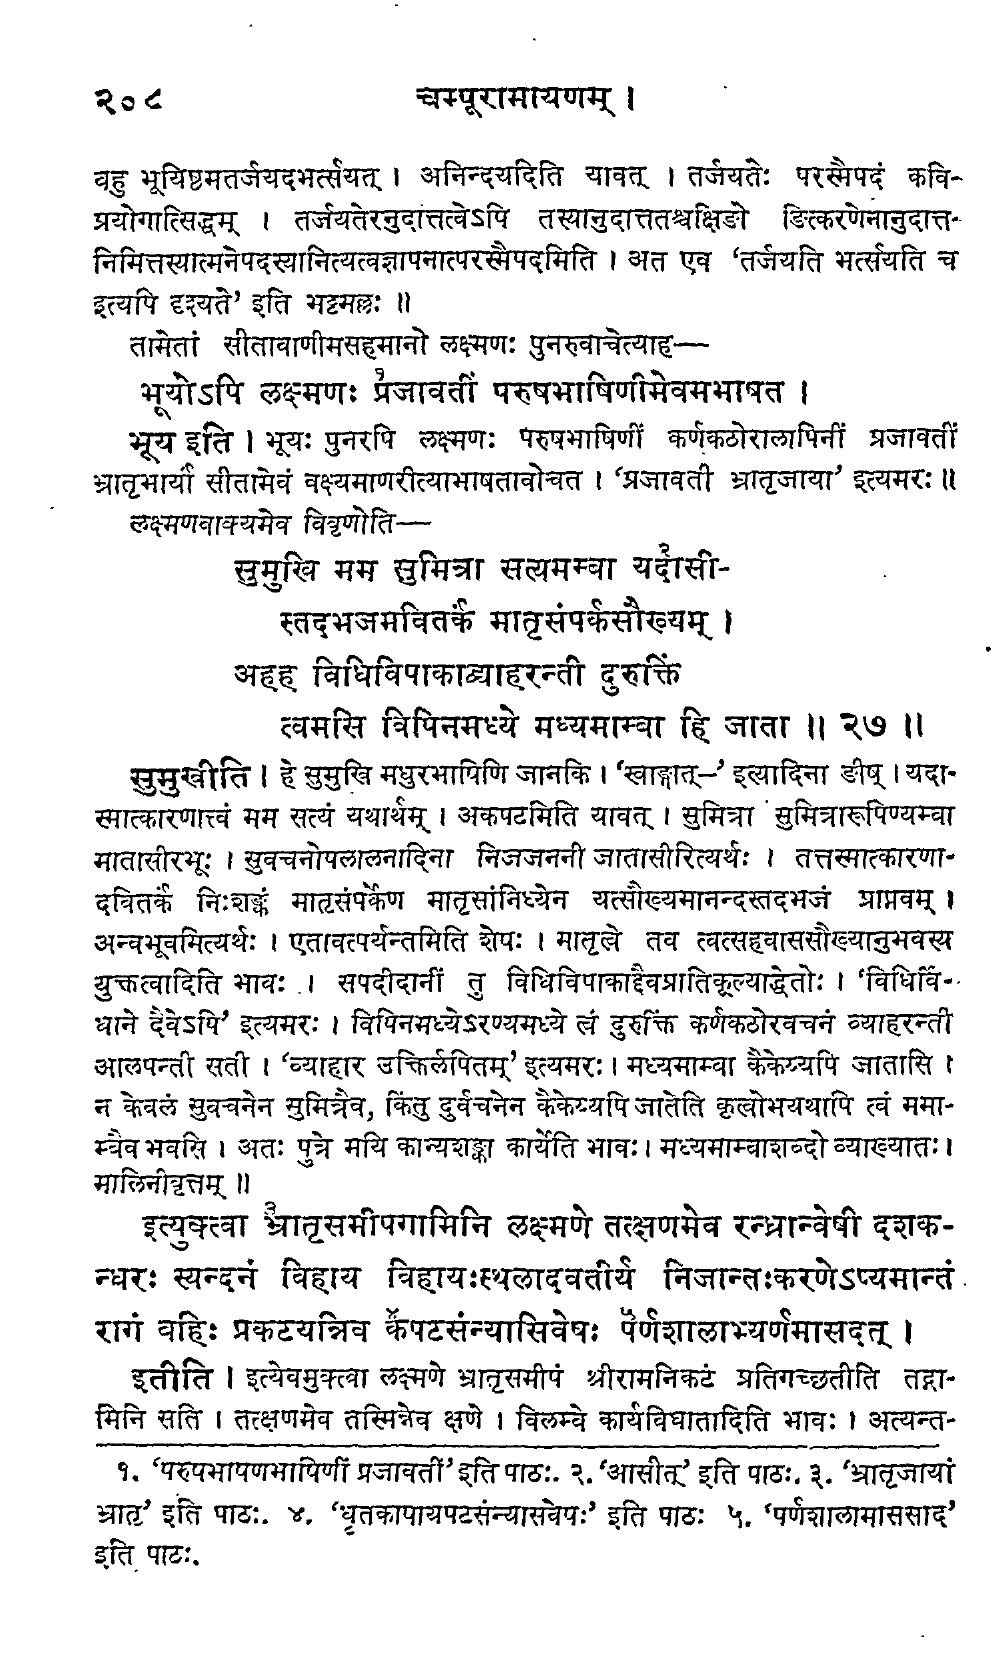 २०८ चम्पूरामायणम् ।
बहु भूयिष्ठमतर्जयदभर्त्सयत् । अनिन्दयदिति यावत् । तर्जयतेः परस्मैपदं कवि-
प्रयोगात्सिद्धम् । तर्जयतेरनुदात्तत्वेऽपि तस्यानुदात्ततश्चक्षिङो ङित्करणेनानुदात्त-
निमित्तस्यात्मनेपदस्यानित्यत्वज्ञापनात्परस्मैपदमिति । अत एव ‘तर्जयति भर्त्सयति च
इत्यपि दृश्यते’ इति भट्टमल्लः ॥
तामेतां सीतावाणीमसहमानो लक्ष्मणः पुनरुवाचेत्याह—
भूयोऽपि लक्ष्मणः प्र१जावतीं परुषभाषिणीमेवमभाषत ।
भूय इति । भूयः पुनरपि लक्ष्मणः परुषभाषिणीं कर्णकठोरालापिनीं प्रजावतीं
भ्रातृभार्यां सीतामेवं वक्ष्यमाणरीत्याभाषतावोचत । ‘प्रजावती भ्रातृजाया’ इत्यमरः ॥
लक्ष्मणवाक्यमेव विवृणोति—
सुमुखि मम सुमित्रा सत्यमम्बा यदा२सी-
स्तदभजमवितर्कं मातृसंपर्कसौख्यम् ।
अहह विधिविपाकाद्व्याहरन्ती दुरुक्तिं
त्वमसि विपिनमध्ये मध्यमाम्बा हि जाता ॥ २७ ॥
सुमुखीति । हे सुमुखि मधुरभाषिणि जानकि । ‘स्वाङ्गात्—’ इत्यादिना ङीष् । यदा-
स्मात्कारणात्त्वं मम सत्यं यथार्थम् । अकपटमिति यावत् । सुमित्रा सुमित्रारूपिण्यम्बा
मातासीरभूः । सुवचनोपलालनादिना निजजननी जातासीरित्यर्थः । तत्तस्मात्कारणा-
दवितर्कं निःशङ्कं मातृसंपर्केण मातृसांनिध्येन यत्सौख्यमानन्दस्तदभजं प्राप्नवम् ।
अन्वभूवमित्यर्थः । एतावत्पर्यन्तमिति शेषः । मातृत्वे तव त्वत्सहवाससौख्यानुभवस्य
युक्तत्वादिति भावः । सपदीदानीं तु विधिविपाकाद्दैवप्रातिकूल्याद्धेतोः । ‘विधिर्वि-
धाने दैवेऽपि’ इत्यमरः । विपिनमध्येऽरण्यमध्ये त्वं दुरुक्तिं कर्णकठोरवचनं व्याहरन्ती
आलपन्ती सती । ‘व्याहार उक्तिर्लपितम्’ इत्यमरः । मध्यमाम्बा कैकेय्यपि जातासि ।
न केवलं सुवचनेन सुमित्रैव, किंतु दुर्वचनेन कैकेय्यपि जातेति कृत्वोभयथापि त्वं ममा-
म्बैव भवसि । अतः पुत्रे मयि कान्यशङ्का कार्येति भावः । मध्यमाम्बाशब्दो व्याख्यातः ।
मालिनीवृत्तम् ॥
इत्युक्त्वा भ्रा३तृसमीपगामिनि लक्ष्मणे तत्क्षणमेव रन्ध्रान्वेषी दशक-
न्धरः स्यन्दनं विहाय विहायःस्थलादवतीर्य निजान्तःकरणेऽप्यमान्तं
रागं बहिः प्रकटयन्निव क४पटसंन्यासिवेषः प५र्णशालाभ्यर्णमासदत् ।
इतीति । इत्येवमुक्त्वा लक्ष्मणे भ्रातृसमीपं श्रीरामनिकटं प्रतिगच्छतीति तद्गा-
मिनि सति । तत्क्षणमेव तस्मिन्नेव क्षणे । विलम्बे कार्यविघातादिति भावः । अत्यन्त-
१. ‘परुषभाषणभाषिणीं प्रजावतीं’ इति पाठः. २. ‘आसीत्’ इति पाठः. ३. ‘भ्रातृजायां
भ्रातृ’ इति पाठः. ४. ‘धृतकाषायपटसंन्यासवेषः’ इति पाठः ५. ‘पर्णशालामाससाद’
इति पाठः.